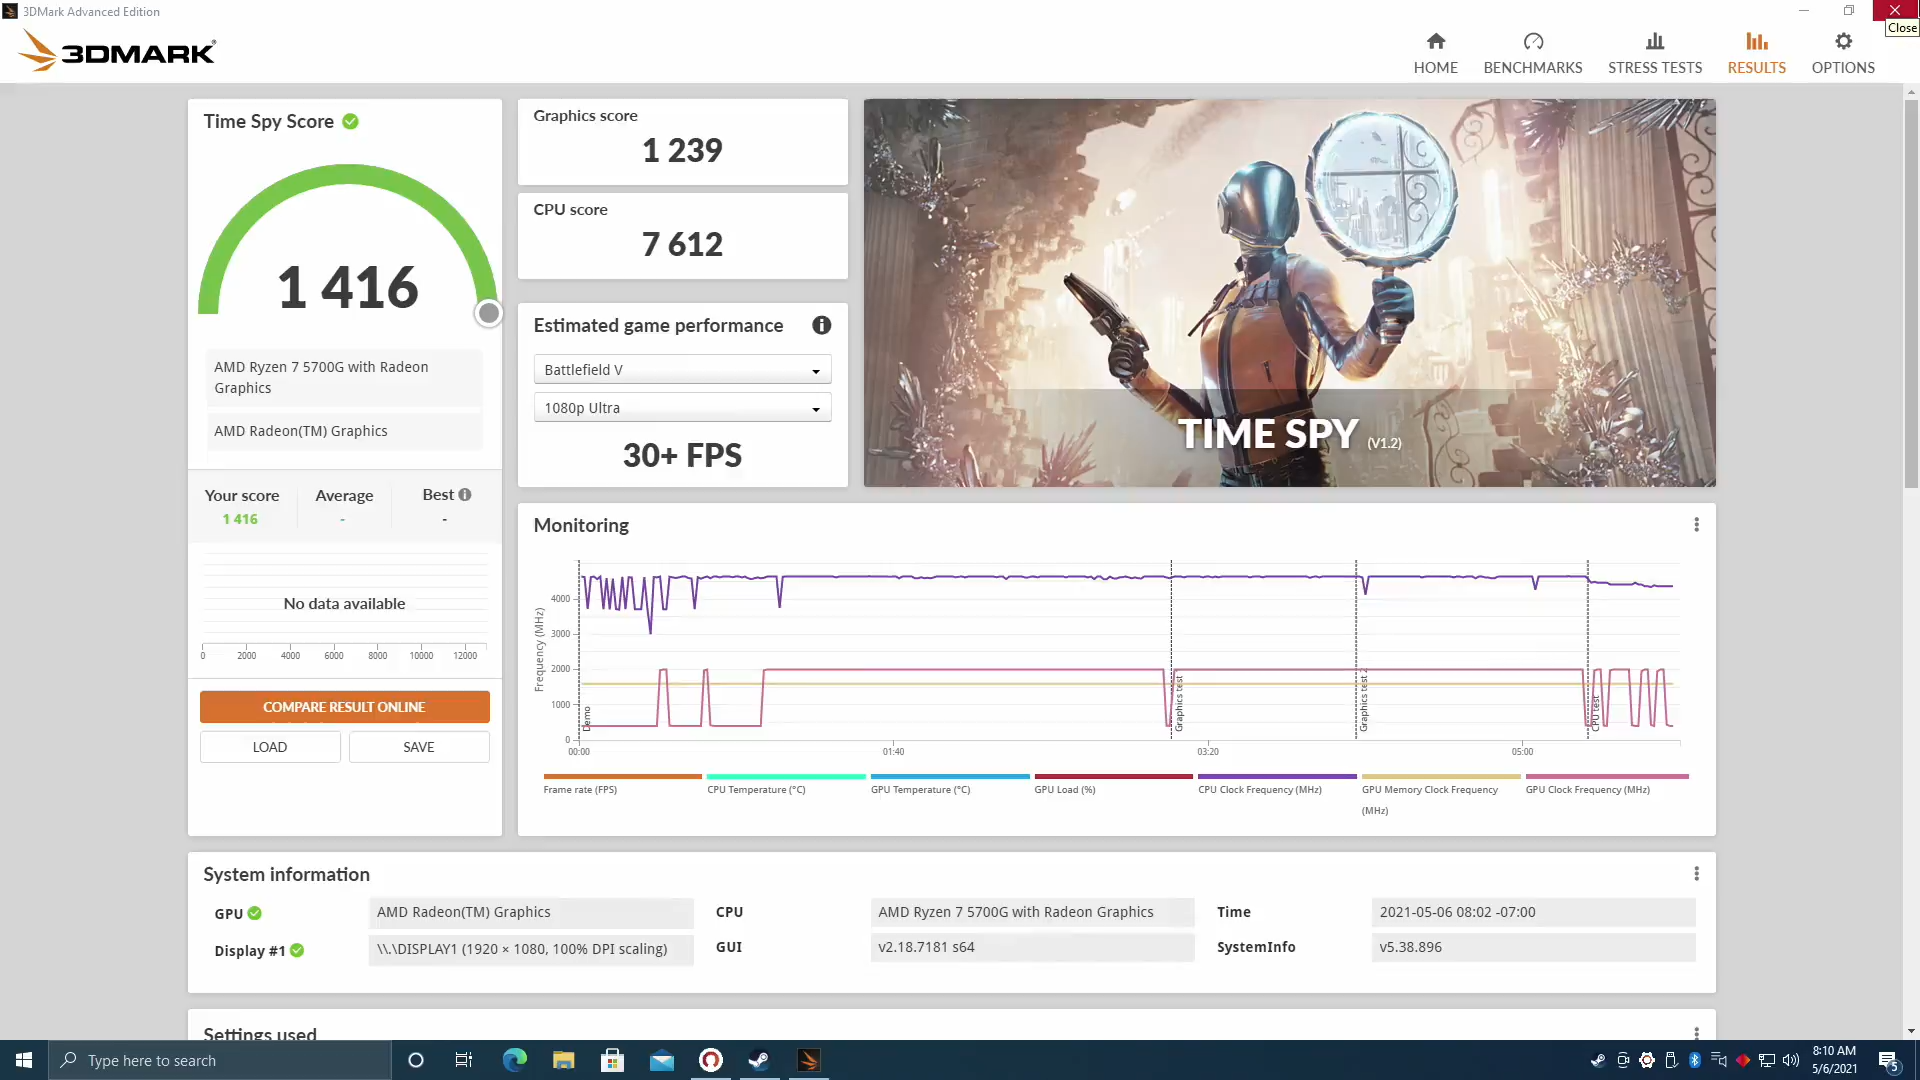 3DMark Advanced Edition
Close
3DMARK
HOME
BENCHMARKS
STRESS TESTS
RESULTS
OPTIONS
Time Spy Score
1 416
AMD Ryzen 7 5700G with Radeon
Graphics
AMD Radeon(TM) Graphics
Your score
Average
Best
1 416
-
-
No data available
0 2000 4000 6000 8000 10000 12000
COMPARE RESULT ONLINE
LOAD
SAVE
Graphics score
1 239
CPU score
7 612
Estimated game performance
Battlefield V
1080p Ultra
30+ FPS
TIME SPY (V1.2)
Monitoring
Frequency (MHz)
4000
3000
2000
1000
0
Demo
Graphics test
Graphics test 2
CPU test
00:00 01:40 03:20 05:00
Frame rate (FPS)
CPU Temperature (°C)
GPU Temperature (°C)
GPU Load (%)
CPU Clock Frequency (MHz)
GPU Memory Clock Frequency
(MHz)
GPU Clock Frequency (MHz)
System information
GPU
AMD Radeon(TM) Graphics
CPU
AMD Ryzen 7 5700G with Radeon Graphics
Time
2021-05-06 08:02 -07:00
Display #1
\\.\DISPLAY1 (1920 × 1080, 100% DPI scaling)
GUI
v2.18.7181 s64
SystemInfo
v5.38.896
Settings used
Type here to search
8:10 AM
5/6/2021
5